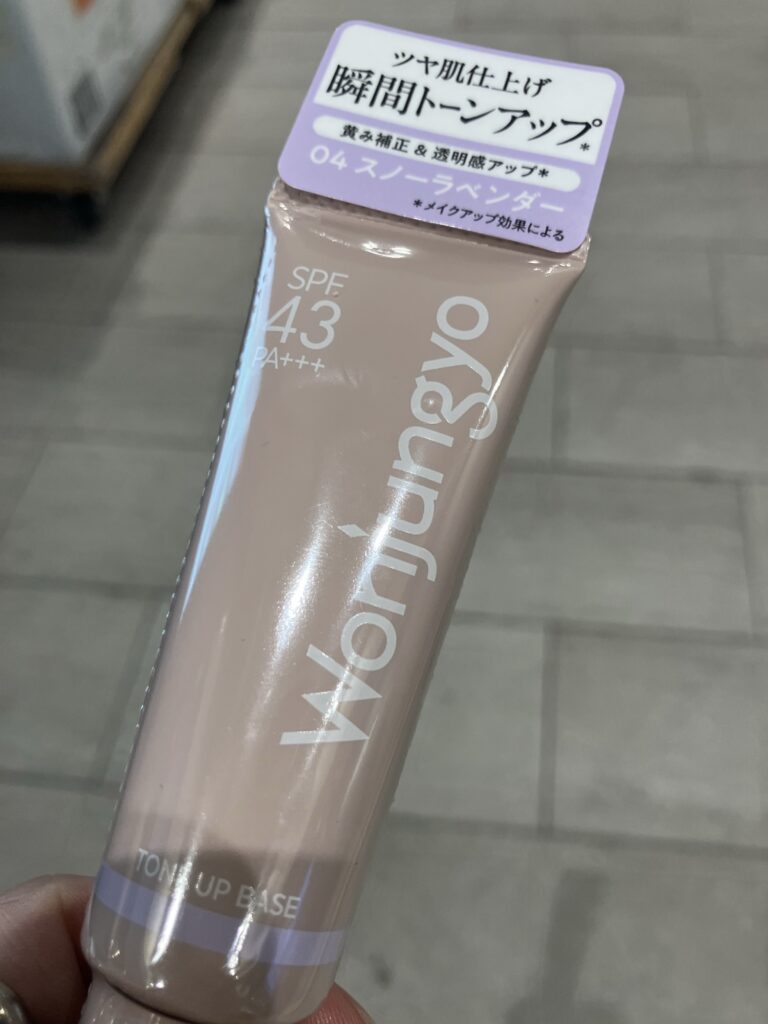 ツヤ肌仕上げ
瞬間トーンアップ*
黄み補正 & 透明感アップ*
04 スノーラベンダー
*メイクアップ効果による
SPF
43
PA+++
Wonjungyo
TONE UP BASE